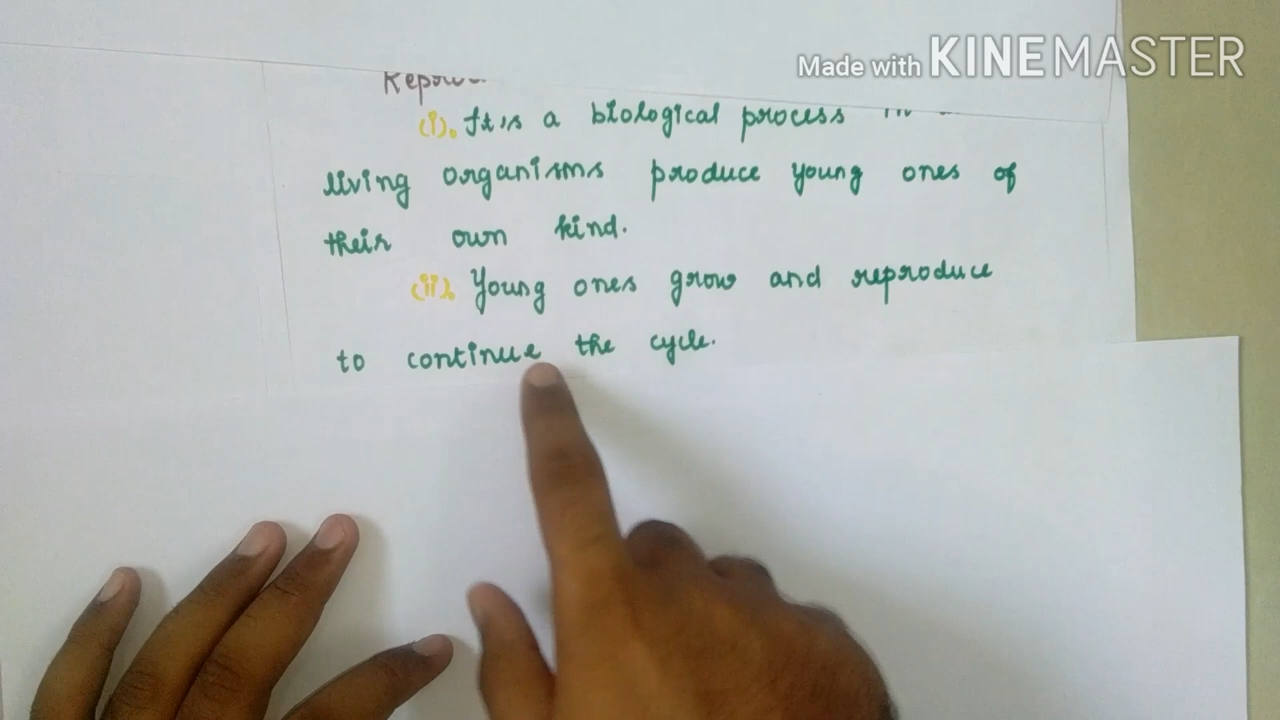 Made with KINEMASTER
(i). It is a biological process
living organisms produce young ones of
their own kind.
(ii). Young ones grow and reproduce
to continue the cycle.